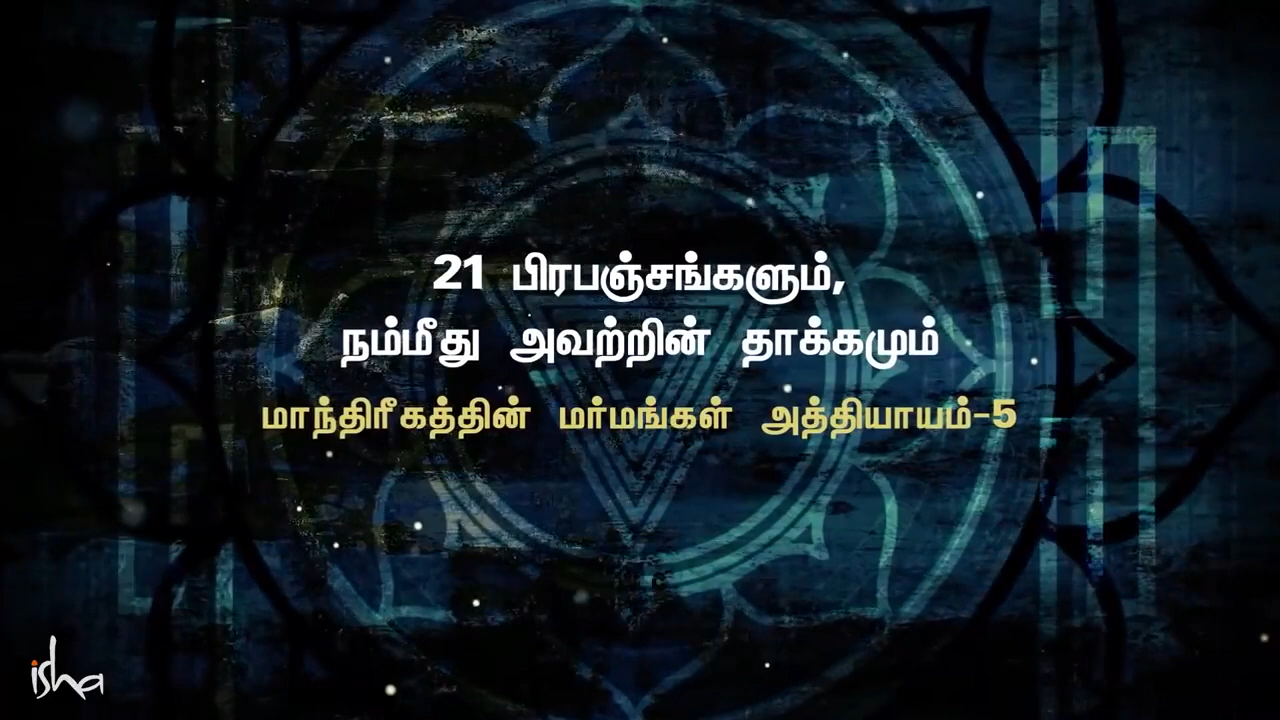 21 பிரபஞ்சங்களும்,
நம்மீது அவற்றின் தாக்கமும்
மாந்திரீகத்தின் மர்மங்கள் அத்தியாயம்-5
isha